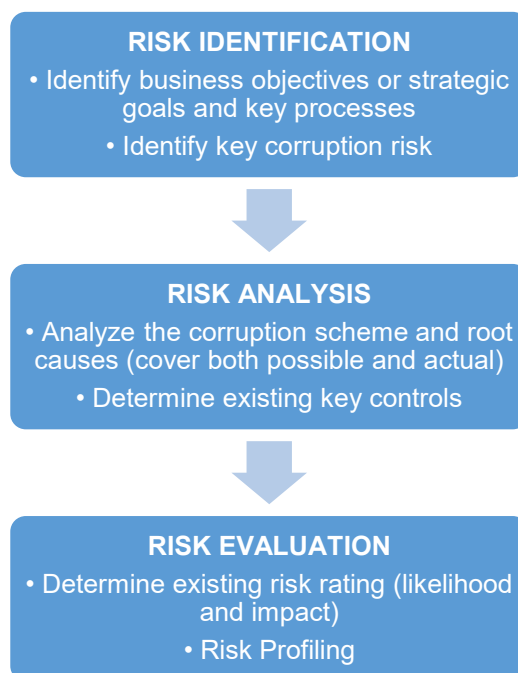 RISK IDENTIFICATION
• Identify business objectives or strategic
goals and key processes
• Identify key corruption risk
RISK ANALYSIS
• Analyze the corruption scheme and root
causes (cover both possible and actual)
• Determine existing key controls
RISK EVALUATION
• Determine existing risk rating (likelihood
and impact)
• Risk Profiling